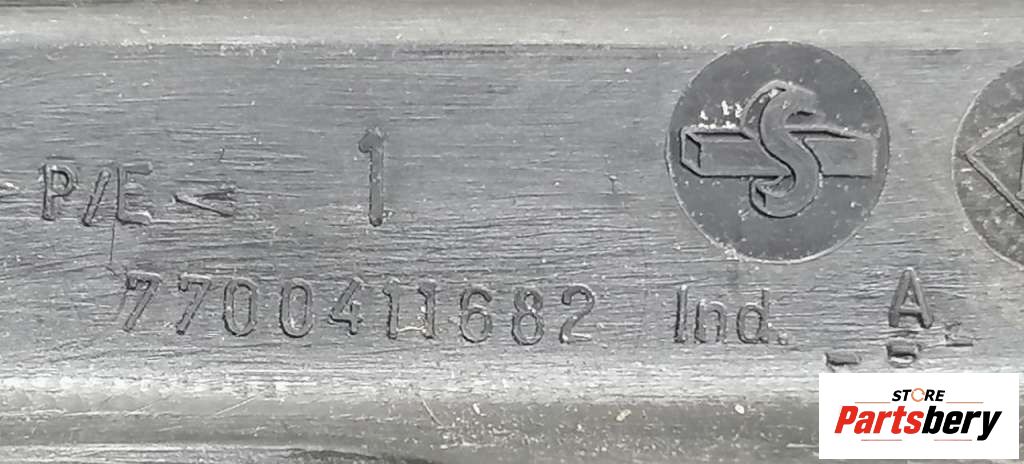 P/E < 1
S
7700411682 Ind. A
STORE
Partsbery